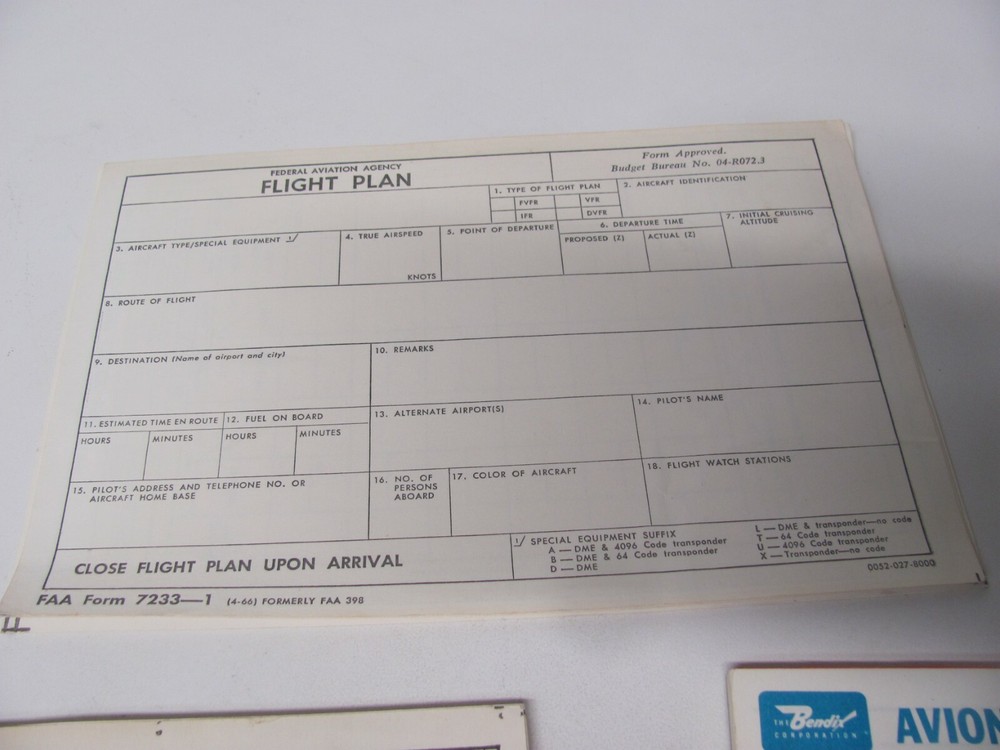 FEDERAL AVIATION AGENCY
FLIGHT PLAN
Form Approved.
Budget Bureau No. 04-R072.3
1. TYPE OF FLIGHT PLAN
FVFR
VFR
IFR
DVFR
2. AIRCRAFT IDENTIFICATION
3. AIRCRAFT TYPE/SPECIAL EQUIPMENT 1/
4. TRUE AIRSPEED
KNOTS
5. POINT OF DEPARTURE
6. DEPARTURE TIME
PROPOSED (Z)
ACTUAL (Z)
7. INITIAL CRUISING
ALTITUDE
8. ROUTE OF FLIGHT
9. DESTINATION (Name of airport and city)
10. REMARKS
11. ESTIMATED TIME EN ROUTE
HOURS
MINUTES
12. FUEL ON BOARD
HOURS
MINUTES
13. ALTERNATE AIRPORT(S)
14. PILOT'S NAME
15. PILOT'S ADDRESS AND TELEPHONE NO. OR
AIRCRAFT HOME BASE
16. NO. OF
PERSONS
ABOARD
17. COLOR OF AIRCRAFT
18. FLIGHT WATCH STATIONS
CLOSE FLIGHT PLAN UPON ARRIVAL
1/ SPECIAL EQUIPMENT SUFFIX
A — DME & 4096 Code transponder
B — DME & 64 Code transponder
D — DME
L — DME & transponder—no code
T — 64 Code transponder
U — 4096 Code transponder
X — Transponder—no code
FAA Form 7233—1 (4-66) FORMERLY FAA 398
0052-027-8000
THE Bendix
CORPORATION
AVION